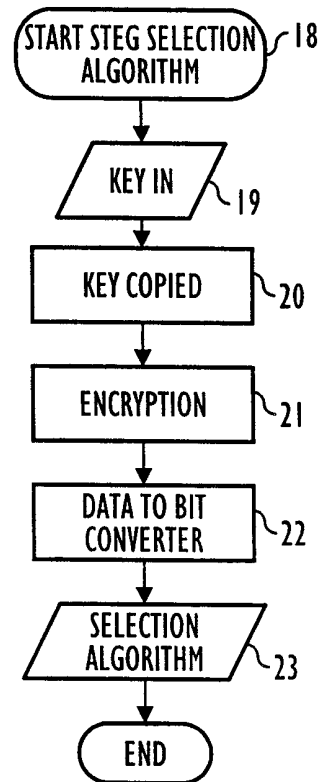 START STEG SELECTION
ALGORITHM
18
KEY IN
19
KEY COPIED
20
ENCRYPTION
21
DATA TO BIT
CONVERTER
22
SELECTION
ALGORITHM
23
END